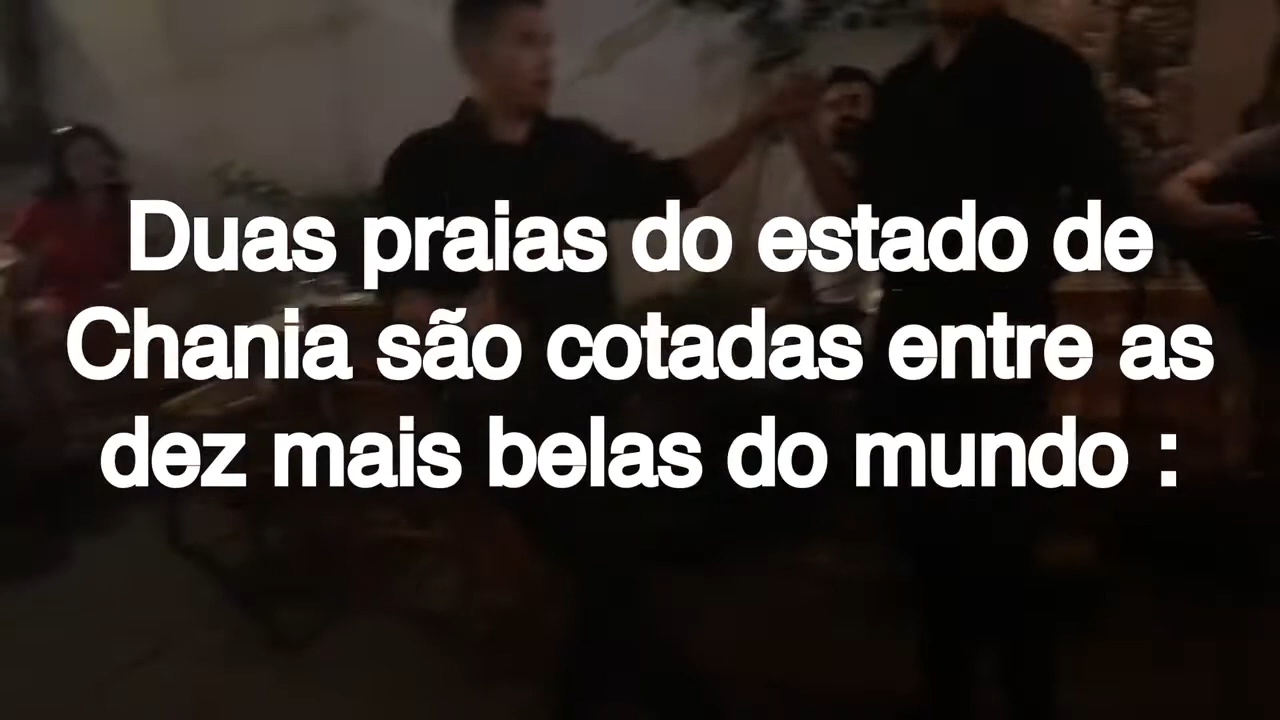 Duas praias do estado de
Chania são cotadas entre as
dez mais belas do mundo :